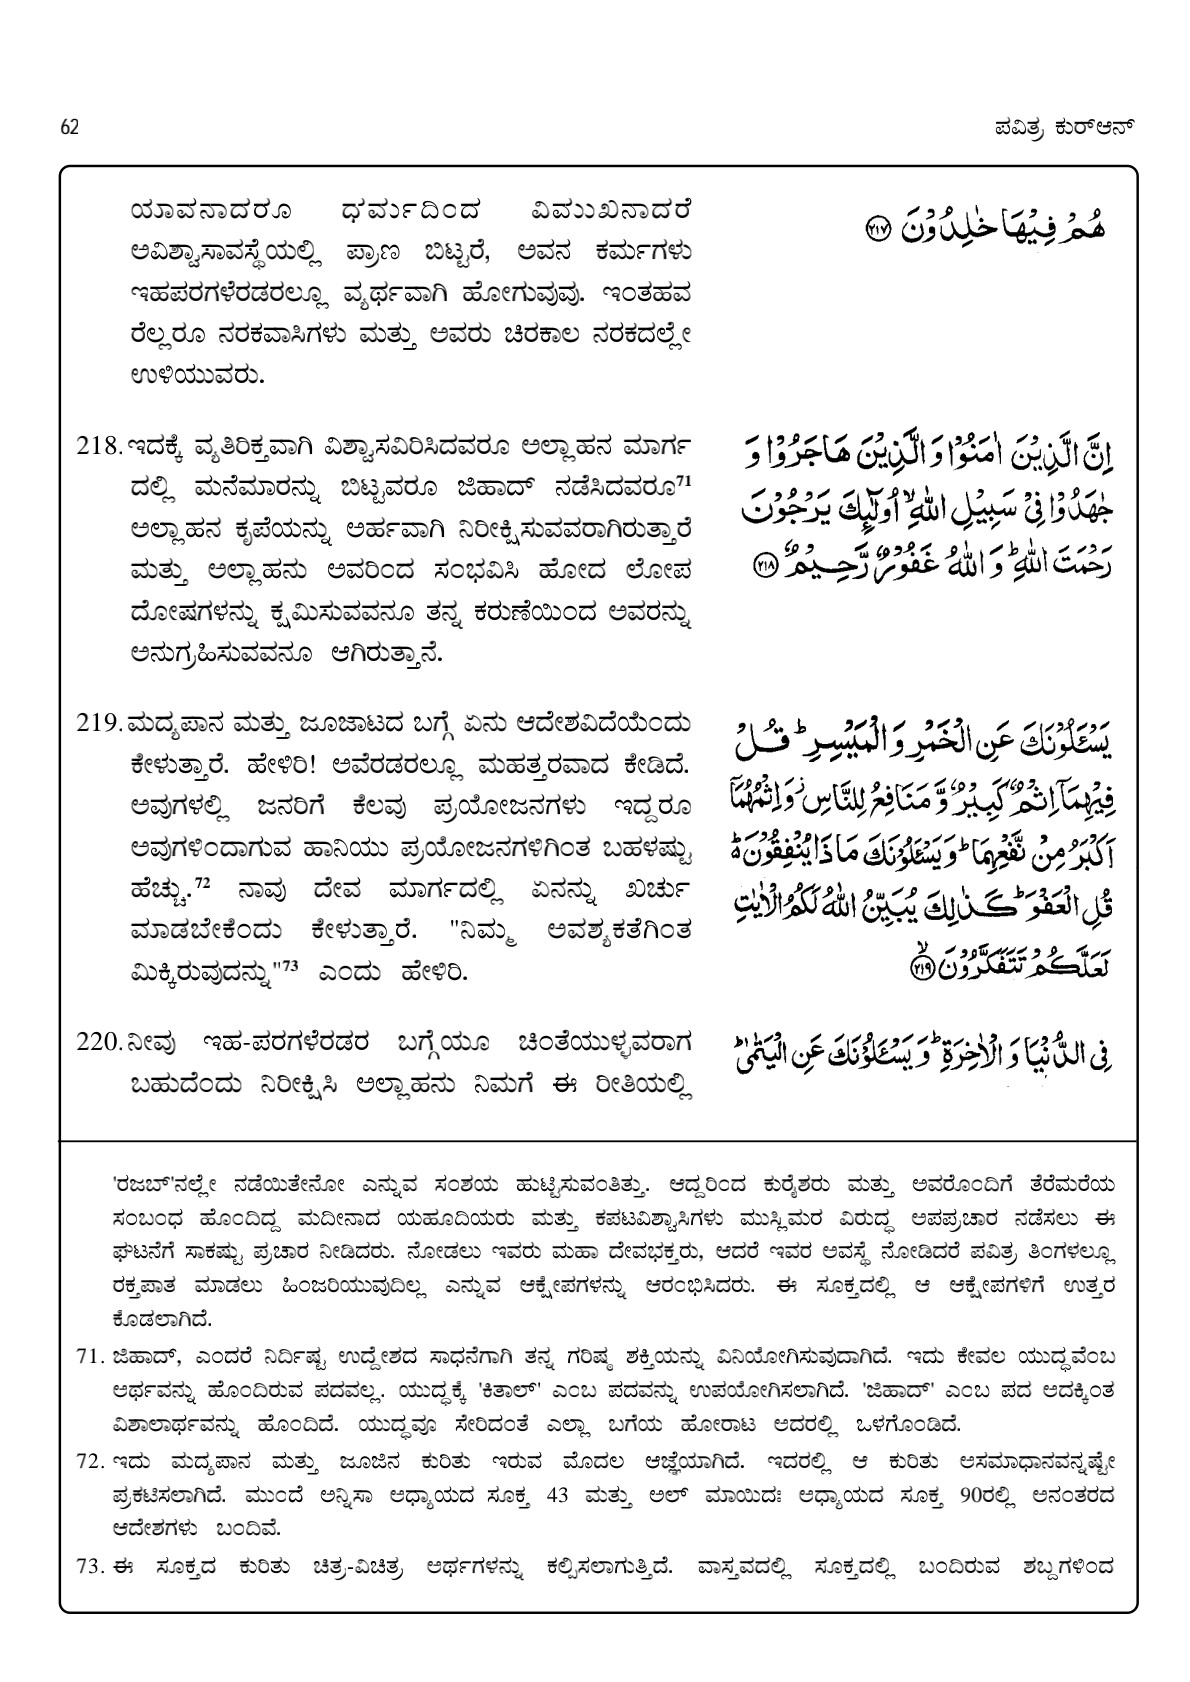 62
ಪವಿತ್ರ ಕುರ್‌ಆನ್
ಯಾವನಾದರೂ ಧರ್ಮದಿಂದ ವಿಮುಖನಾದರೆ
ಅವಿಶ್ವಾಸಾವಸ್ಥೆಯಲ್ಲಿ ಪ್ರಾಣ ಬಿಟ್ಟರೆ, ಅವನ ಕರ್ಮಗಳು
ಇಹಪರಗಳೆರಡರಲ್ಲೂ ವ್ಯರ್ಥವಾಗಿ ಹೋಗುವುವು. ಇಂತಹವ
ರೆಲ್ಲರೂ ನರಕವಾಸಿಗಳು ಮತ್ತು ಅವರು ಚಿರಕಾಲ ನರಕದಲ್ಲೇ
ಉಳಿಯುವರು.
هُمْ فِيْهَا خٰلِدُوْنَ ﴿۲۱۷﴾
218. ಇದಕ್ಕೆ ವ್ಯತಿರಿಕ್ತವಾಗಿ ವಿಶ್ವಾಸವಿರಿಸಿದವರೂ ಅಲ್ಲಾಹನ ಮಾರ್ಗ
ದಲ್ಲಿ ಮನೆಮಾರನ್ನು ಬಿಟ್ಟವರೂ ಜಿಹಾದ್ ನಡೆಸಿದವರೂ71
ಅಲ್ಲಾಹನ ಕೃಪೆಯನ್ನು ಅರ್ಹವಾಗಿ ನಿರೀಕ್ಷಿಸುವವರಾಗಿರುತ್ತಾರೆ
ಮತ್ತು ಅಲ್ಲಾಹನು ಅವರಿಂದ ಸಂಭವಿಸಿ ಹೋದ ಲೋಪ
ದೋಷಗಳನ್ನು ಕ್ಷಮಿಸುವವನೂ ತನ್ನ ಕರುಣೆಯಿಂದ ಅವರನ್ನು
ಅನುಗ್ರಹಿಸುವವನೂ ಆಗಿರುತ್ತಾನೆ.
اِنَّ الَّذِيْنَ اٰمَنُوْا وَ الَّذِيْنَ هَاجَرُوْا وَ
جٰهَدُوْا فِيْ سَبِيْلِ اللّٰهِ ۙ اُولٰٓئِكَ يَرْجُوْنَ
رَحْمَتَ اللّٰهِ ؕ وَ اللّٰهُ غَفُوْرٌ رَّحِيْمٌ ﴿۲۱۸﴾
219. ಮದ್ಯಪಾನ ಮತ್ತು ಜೂಜಾಟದ ಬಗ್ಗೆ ಏನು ಆದೇಶವಿದೆಯೆಂದು
ಕೇಳುತ್ತಾರೆ. ಹೇಳಿರಿ! ಅವೆರಡರಲ್ಲೂ ಮಹತ್ತರವಾದ ಕೇಡಿದೆ.
ಅವುಗಳಲ್ಲಿ ಜನರಿಗೆ ಕೆಲವು ಪ್ರಯೋಜನಗಳು ಇದ್ದರೂ
ಅವುಗಳಿಂದಾಗುವ ಹಾನಿಯು ಪ್ರಯೋಜನಗಳಿಗಿಂತ ಬಹಳಷ್ಟು
ಹೆಚ್ಚು.72 ನಾವು ದೇವ ಮಾರ್ಗದಲ್ಲಿ ಏನನ್ನು ಖರ್ಚು
ಮಾಡಬೇಕೆಂದು ಕೇಳುತ್ತಾರೆ. "ನಿಮ್ಮ ಅವಶ್ಯಕತೆಗಿಂತ
ಮಿಕ್ಕಿರುವುದನ್ನು"73 ಎಂದು ಹೇಳಿರಿ.
يَسْـَٔلُوْنَكَ عَنِ الْخَمْرِ وَ الْمَيْسِرِ ؕ قُلْ
فِيْهِمَاۤ اِثْمٌ كَبِيْرٌ وَّ مَنَافِعُ لِلنَّاسِ ۫ وَ اِثْمُهُمَاۤ
اَكْبَرُ مِنْ نَّفْعِهِمَا ؕ وَ يَسْـَٔلُوْنَكَ مَا ذَا يُنْفِقُوْنَ ؕ۬
قُلِ الْعَفْوَ ؕ كَذٰلِكَ يُبَيِّنُ اللّٰهُ لَكُمُ الْاٰيٰتِ
لَعَلَّكُمْ تَتَفَكَّرُوْنَ ۙ﴿۲۱۹﴾
220. ನೀವು ಇಹ-ಪರಗಳೆರಡರ ಬಗ್ಗೆಯೂ ಚಿಂತೆಯುಳ್ಳವರಾಗ
ಬಹುದೆಂದು ನಿರೀಕ್ಷಿಸಿ ಅಲ್ಲಾಹನು ನಿಮಗೆ ಈ ರೀತಿಯಲ್ಲಿ
فِي الدُّنْيَا وَ الْاٰخِرَةِ ؕ وَ يَسْـَٔلُوْنَكَ عَنِ الْيَتٰمٰى ؕ
'ರಜಬ್'ನಲ್ಲೇ ನಡೆಯಿತೇನೋ ಎನ್ನುವ ಸಂಶಯ ಹುಟ್ಟಿಸುವಂತಿತ್ತು. ಆದ್ದರಿಂದ ಕುರೈಶರು ಮತ್ತು ಅವರೊಂದಿಗೆ ತೆರೆಮರೆಯ
ಸಂಬಂಧ ಹೊಂದಿದ್ದ ಮದೀನಾದ ಯಹೂದಿಯರು ಮತ್ತು ಕಪಟವಿಶ್ವಾಸಿಗಳು ಮುಸ್ಲಿಮರ ವಿರುದ್ಧ ಅಪಪ್ರಚಾರ ನಡೆಸಲು ಈ
ಘಟನೆಗೆ ಸಾಕಷ್ಟು ಪ್ರಚಾರ ನೀಡಿದರು. ನೋಡಲು ಇವರು ಮಹಾ ದೇವಭಕ್ತರು, ಆದರೆ ಇವರ ಅವಸ್ಥೆ ನೋಡಿದರೆ ಪವಿತ್ರ ತಿಂಗಳಲ್ಲೂ
ರಕ್ತಪಾತ ಮಾಡಲು ಹಿಂಜರಿಯುವುದಿಲ್ಲ ಎನ್ನುವ ಆಕ್ಷೇಪಗಳನ್ನು ಆರಂಭಿಸಿದರು. ಈ ಸೂಕ್ತದಲ್ಲಿ ಆ ಆಕ್ಷೇಪಗಳಿಗೆ ಉತ್ತರ
ಕೊಡಲಾಗಿದೆ.
71. ಜಿಹಾದ್, ಎಂದರೆ ನಿರ್ದಿಷ್ಟ ಉದ್ದೇಶದ ಸಾಧನೆಗಾಗಿ ತನ್ನ ಗರಿಷ್ಠ ಶಕ್ತಿಯನ್ನು ವಿನಿಯೋಗಿಸುವುದಾಗಿದೆ. ಇದು ಕೇವಲ ಯುದ್ಧವೆಂಬ
ಅರ್ಥವನ್ನು ಹೊಂದಿರುವ ಪದವಲ್ಲ. ಯುದ್ಧಕ್ಕೆ 'ಕಿತಾಲ್' ಎಂಬ ಪದವನ್ನು ಉಪಯೋಗಿಸಲಾಗಿದೆ. 'ಜಿಹಾದ್' ಎಂಬ ಪದ ಅದಕ್ಕಿಂತ
ವಿಶಾಲಾರ್ಥವನ್ನು ಹೊಂದಿದೆ. ಯುದ್ಧವೂ ಸೇರಿದಂತೆ ಎಲ್ಲಾ ಬಗೆಯ ಹೋರಾಟ ಅದರಲ್ಲಿ ಒಳಗೊಂಡಿದೆ.
72. ಇದು ಮದ್ಯಪಾನ ಮತ್ತು ಜೂಜಿನ ಕುರಿತು ಇರುವ ಮೊದಲ ಆಜ್ಞೆಯಾಗಿದೆ. ಇದರಲ್ಲಿ ಆ ಕುರಿತು ಅಸಮಾಧಾನವನ್ನಷ್ಟೇ
ಪ್ರಕಟಿಸಲಾಗಿದೆ. ಮುಂದೆ ಅನ್ನಿಸಾ ಅಧ್ಯಾಯದ ಸೂಕ್ತ 43 ಮತ್ತು ಅಲ್ ಮಾಯಿದಃ ಅಧ್ಯಾಯದ ಸೂಕ್ತ 90ರಲ್ಲಿ ಅನಂತರದ
ಆದೇಶಗಳು ಬಂದಿವೆ.
73. ಈ ಸೂಕ್ತದ ಕುರಿತು ಚಿತ್ರ-ವಿಚಿತ್ರ ಅರ್ಥಗಳನ್ನು ಕಲ್ಪಿಸಲಾಗುತ್ತಿದೆ. ವಾಸ್ತವದಲ್ಲಿ ಸೂಕ್ತದಲ್ಲಿ ಬಂದಿರುವ ಶಬ್ದಗಳಿಂದ